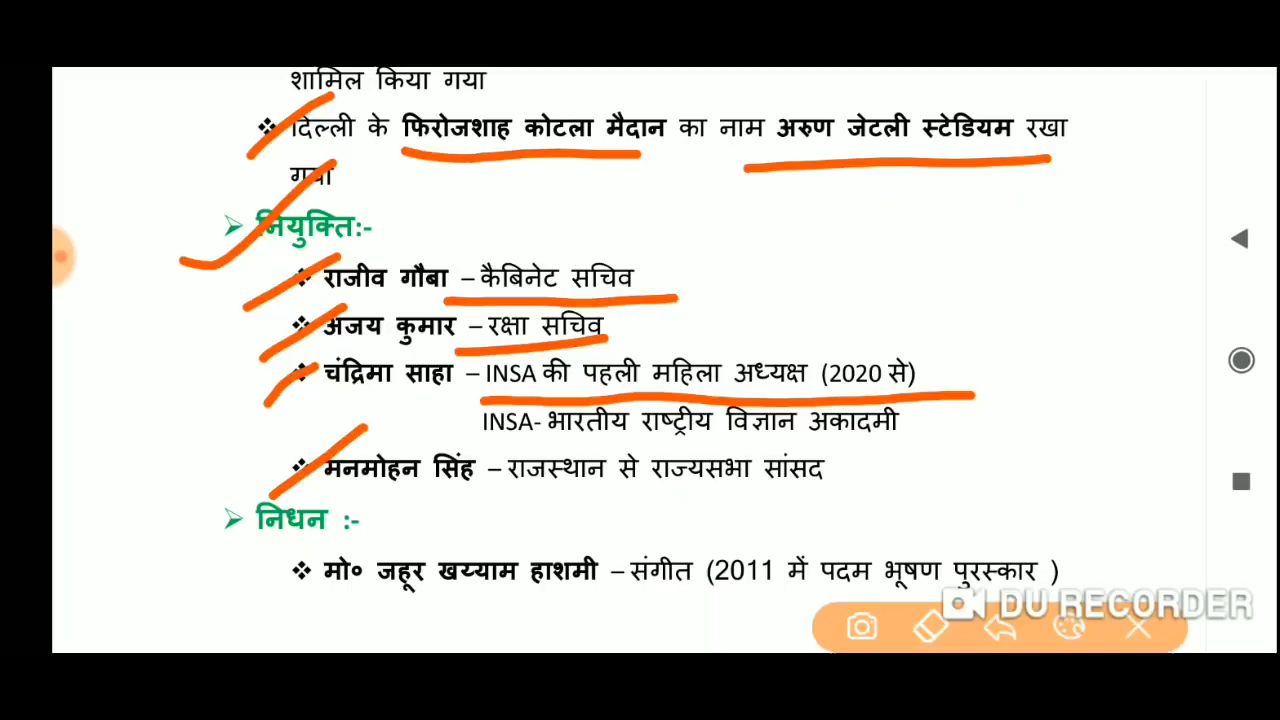 शामिल किया गया
❖ दिल्ली के फिरोजशाह कोटला मैदान का नाम अरुण जेटली स्टेडियम रखा
गया
➢ नियुक्ति:-
❖ राजीव गौबा – कैबिनेट सचिव
❖ अजय कुमार – रक्षा सचिव
❖ चंद्रिमा साहा – INSA की पहली महिला अध्यक्ष (2020 से)
INSA- भारतीय राष्ट्रीय विज्ञान अकादमी
❖ मनमोहन सिंह – राजस्थान से राज्यसभा सांसद
➢ निधन :-
❖ मो० जहूर खय्याम हाशमी – संगीत (2011 में पदम भूषण पुरस्कार )
DU RECORDER